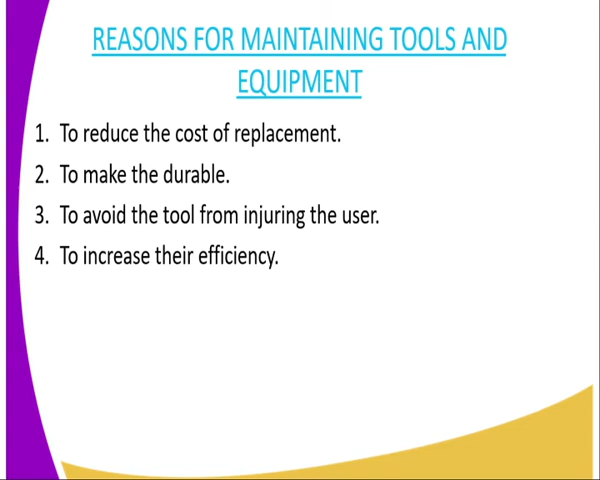 REASONS FOR MAINTAINING TOOLS AND
EQUIPMENT
1. To reduce the cost of replacement.
2. To make the durable.
3. To avoid the tool from injuring the user.
4. To increase their efficiency.